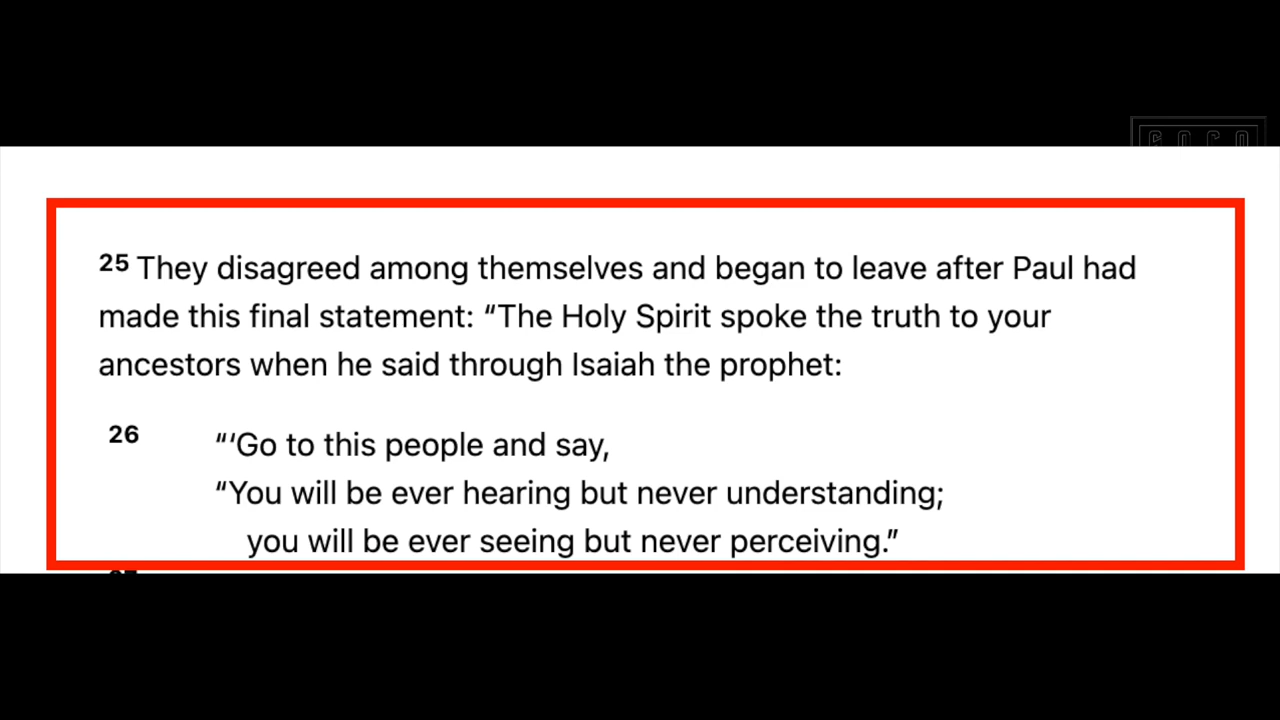 GOGO
25 They disagreed among themselves and began to leave after Paul had
made this final statement: “The Holy Spirit spoke the truth to your
ancestors when he said through Isaiah the prophet:
26 “‘Go to this people and say,
“You will be ever hearing but never understanding;
you will be ever seeing but never perceiving.”